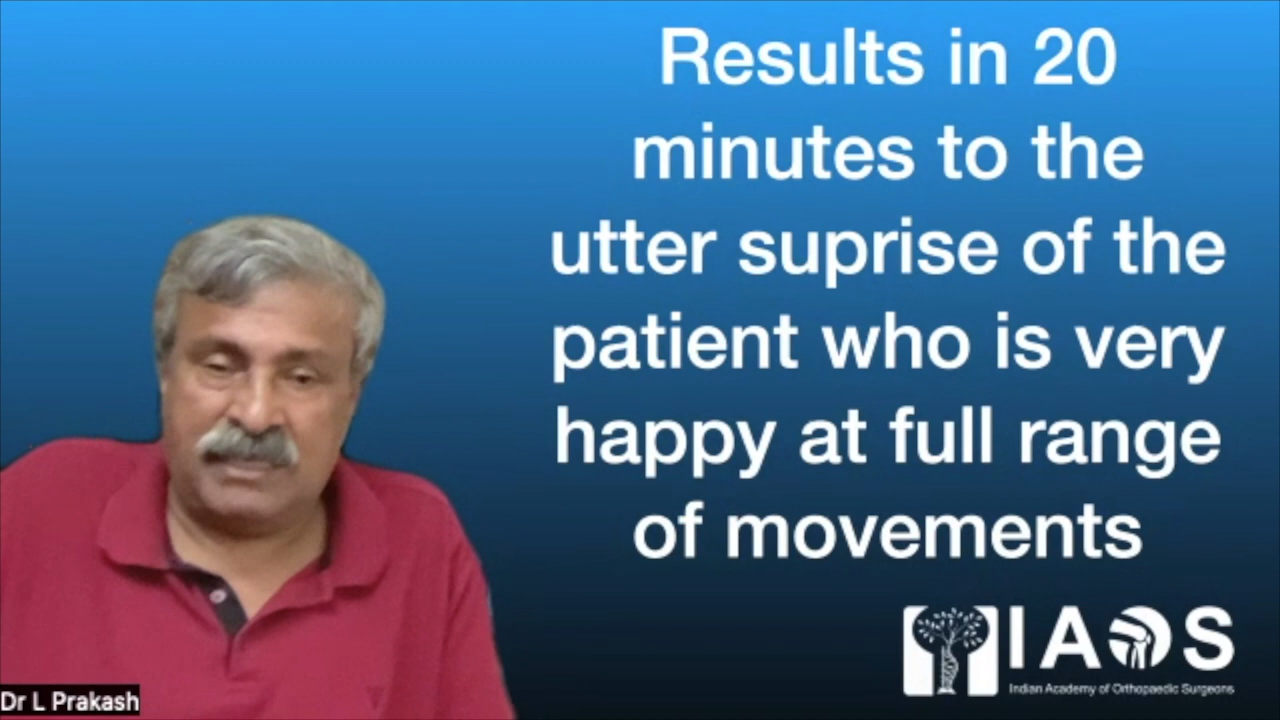 Results in 20
minutes to the
utter suprise of the
patient who is very
happy at full range
of movements
IAOS
Indian Academy of Orthopaedic Surgeons
Dr L Prakash